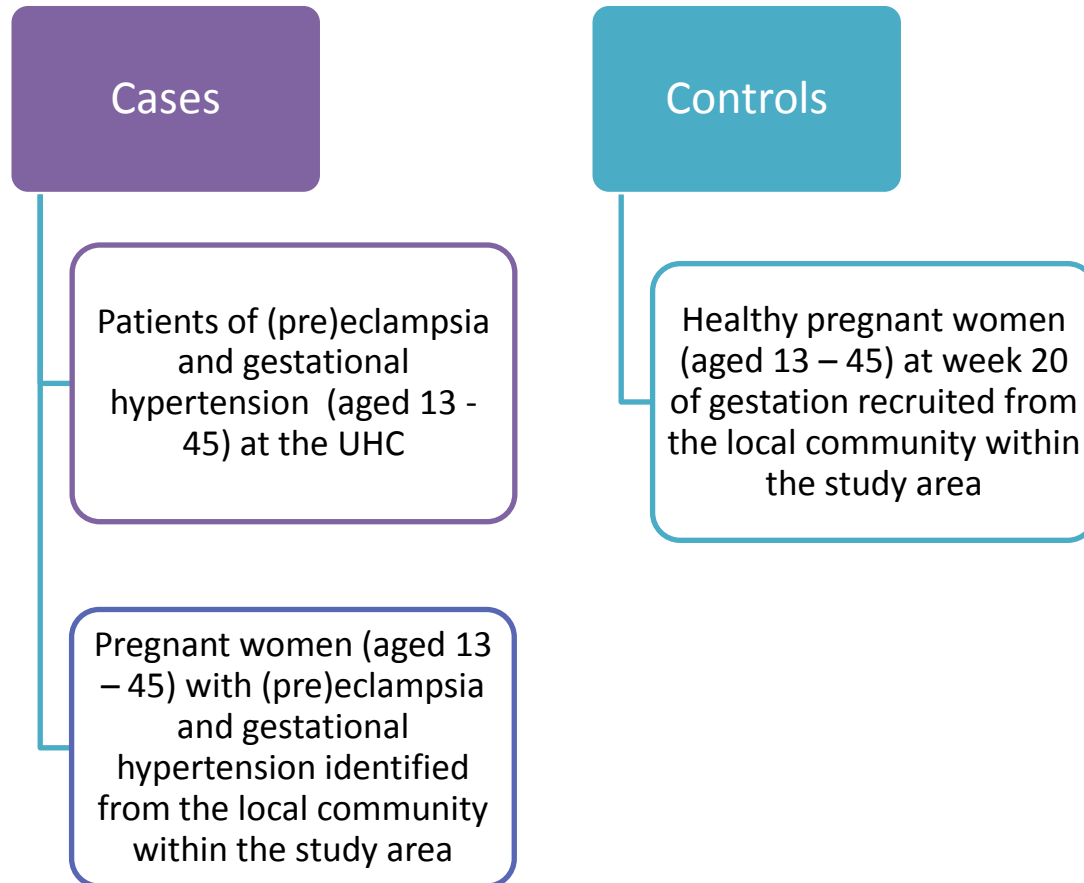 Cases
Patients of (pre)eclampsia
and gestational
hypertension (aged 13 -
45) at the UHC
Pregnant women (aged 13
– 45) with (pre)eclampsia
and gestational
hypertension identified
from the local community
within the study area
Controls
Healthy pregnant women
(aged 13 – 45) at week 20
of gestation recruited from
the local community within
the study area